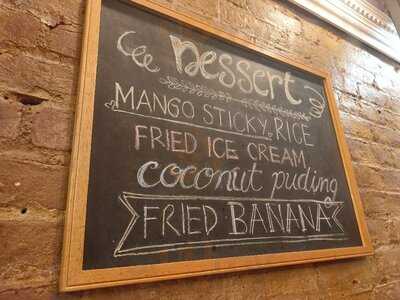 Dessert
MANGO STICKY RICE
FRIED ICE CREAM
coconut puding
FRIED BANANA